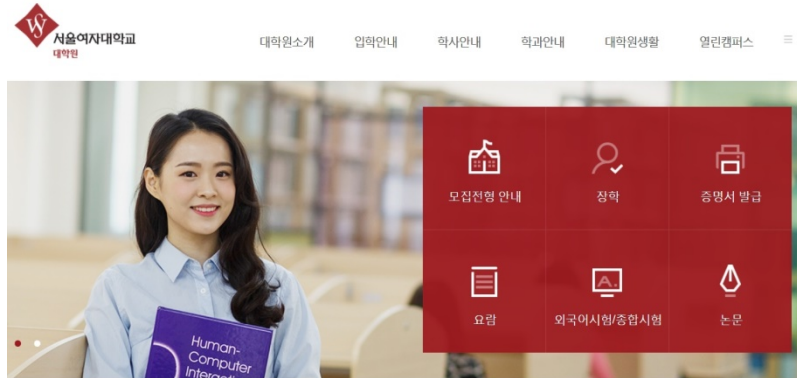 서울여자대학교
대학원
대학원소개 입학안내 학사안내 학과안내 대학원생활 열린캠퍼스
모집전형 안내 장학 증명서 발급
A.
요람 외국어시험/종합시험 논문
Human-
Computer